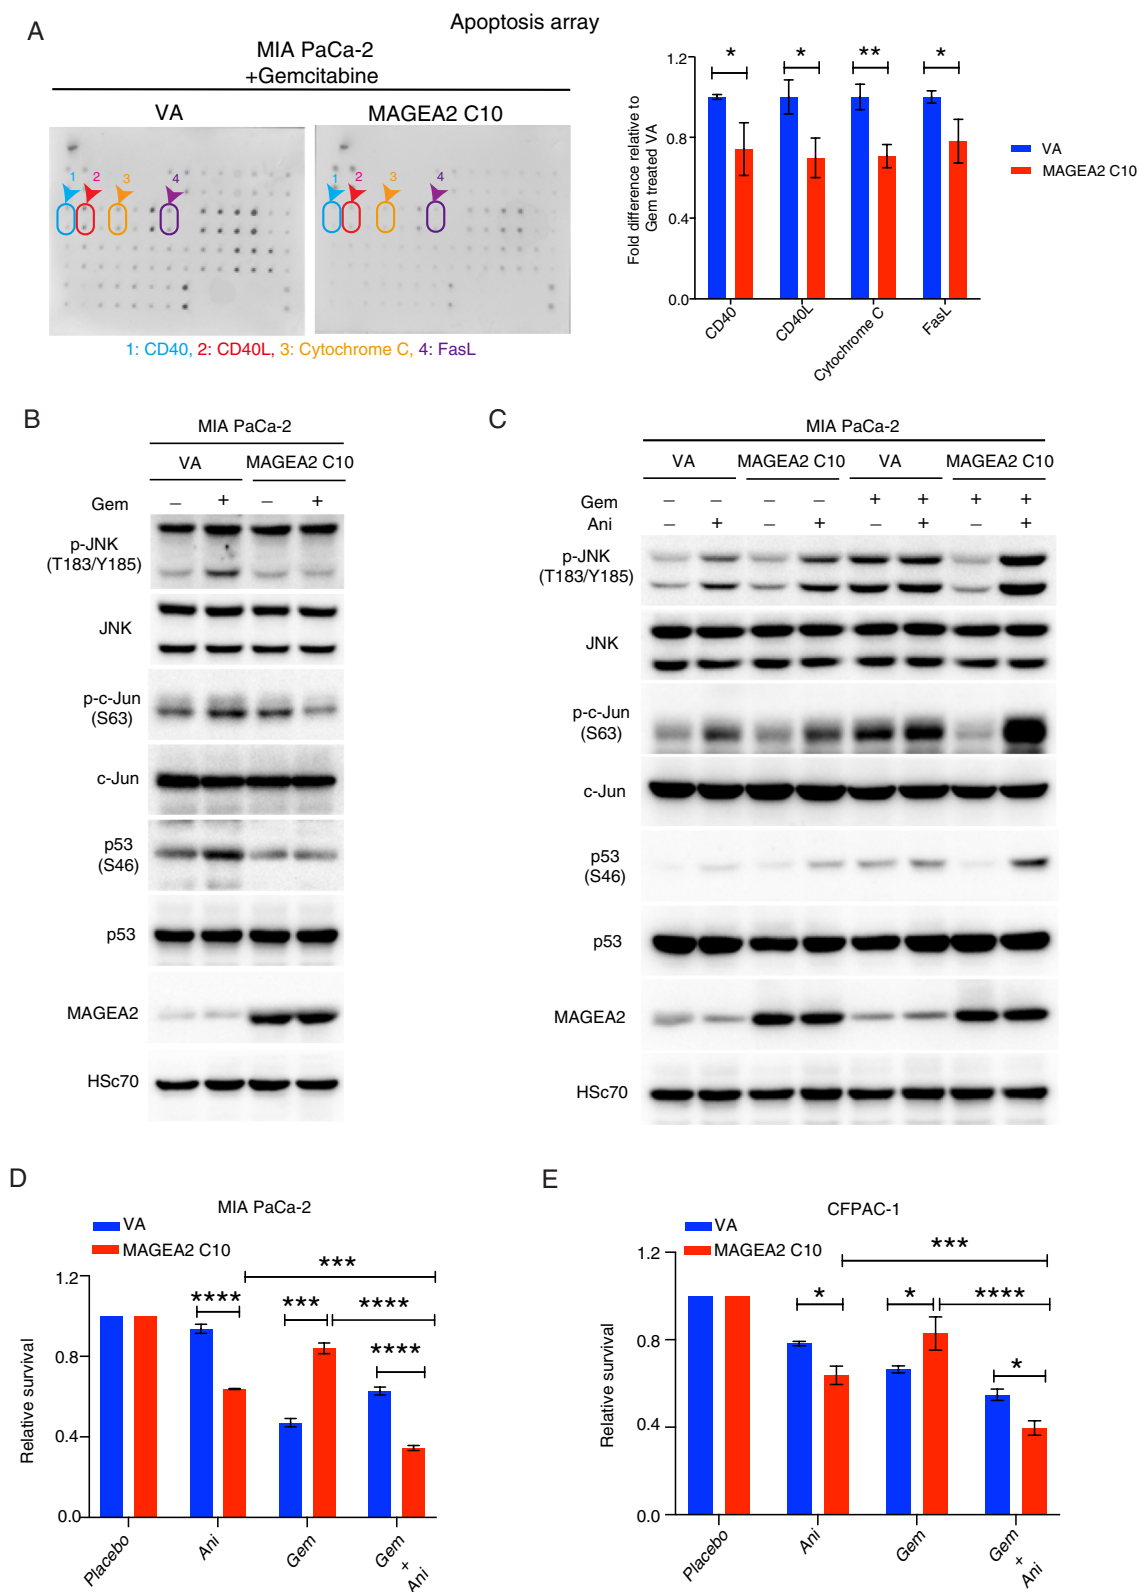 A
Apoptosis array
MIA PaCa-2
+Gemcitabine
VA
MAGEA2 C10
1
2
3
4
1
2
3
4
1: CD40, 2: CD40L, 3: Cytochrome C, 4: FasL
Fold difference relative to
Gem treated VA
1.2
0.8
0.4
0.0
*
*
**
*
CD40
CD40L
Cytochrome C
FasL
VA
MAGEA2 C10
B
MIA PaCa-2
VA
MAGEA2 C10
Gem
– + – +
p-JNK
(T183/Y185)
JNK
p-c-Jun
(S63)
c-Jun
p53
(S46)
p53
MAGEA2
HSc70
C
MIA PaCa-2
VA
MAGEA2 C10
VA
MAGEA2 C10
Gem – – – – + + + +
Ani – + – + – + – +
p-JNK
(T183/Y185)
JNK
p-c-Jun
(S63)
c-Jun
p53
(S46)
p53
MAGEA2
HSc70
D
MIA PaCa-2
VA
MAGEA2 C10
Relative survival
1.2
0.8
0.4
0.0
***
****
***
****
****
Placebo
Ani
Gem
Gem
+
Ani
E
CFPAC-1
VA
MAGEA2 C10
Relative survival
1.2
0.8
0.4
0.0
***
*
*
****
*
Placebo
Ani
Gem
Gem
+
Ani